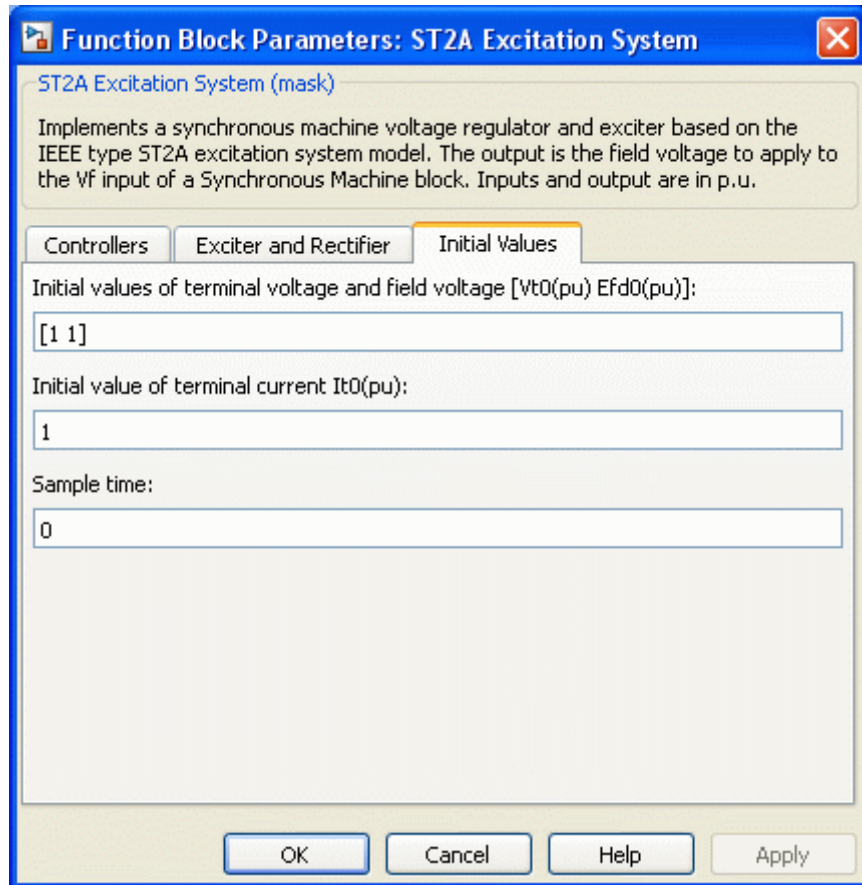 Function Block Parameters: ST2A Excitation System
ST2A Excitation System (mask)
Implements a synchronous machine voltage regulator and exciter based on the
IEEE type ST2A excitation system model. The output is the field voltage to apply to
the Vf input of a Synchronous Machine block. Inputs and output are in p.u.
Controllers
Exciter and Rectifier
Initial Values
Initial values of terminal voltage and field voltage [Vt0(pu) Efd0(pu)]:
[1 1]
Initial value of terminal current It0(pu):
1
Sample time:
0
OK
Cancel
Help
Apply